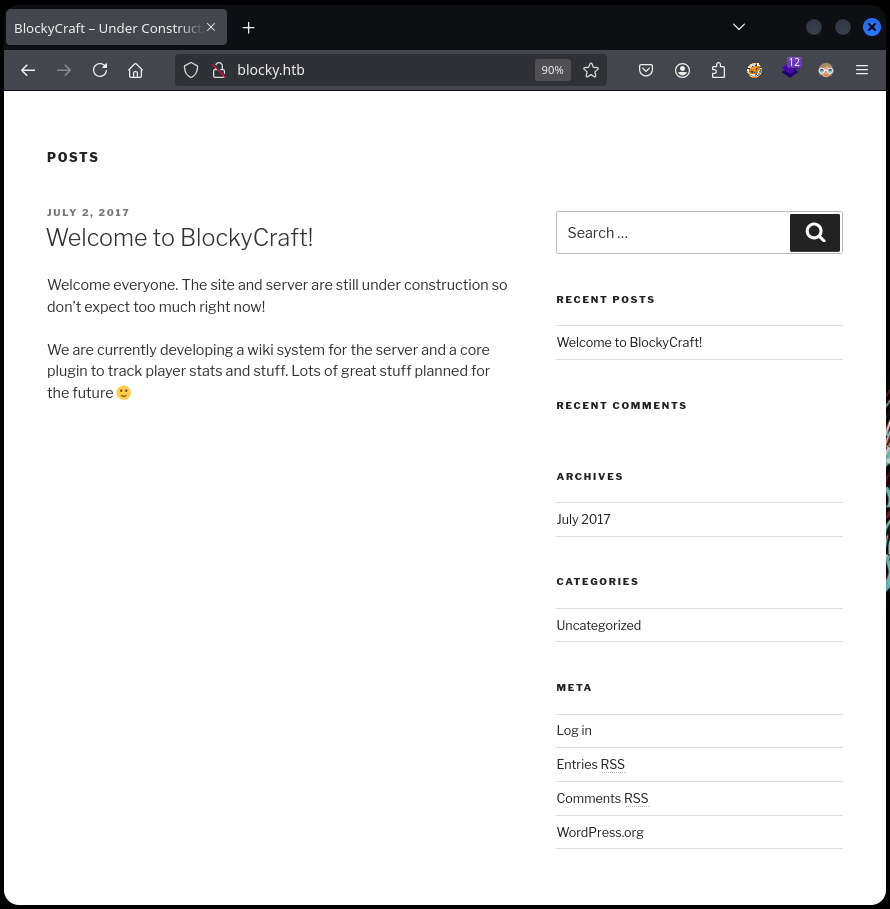 BlockyCraft – Under Construct
blocky.htb
90%
12
POSTS
JULY 2, 2017
Welcome to BlockyCraft!
Welcome everyone. The site and server are still under construction so
don’t expect too much right now!
We are currently developing a wiki system for the server and a core
plugin to track player stats and stuff. Lots of great stuff planned for
the future 🙂
Search …
RECENT POSTS
Welcome to BlockyCraft!
RECENT COMMENTS
ARCHIVES
July 2017
CATEGORIES
Uncategorized
META
Log in
Entries RSS
Comments RSS
WordPress.org